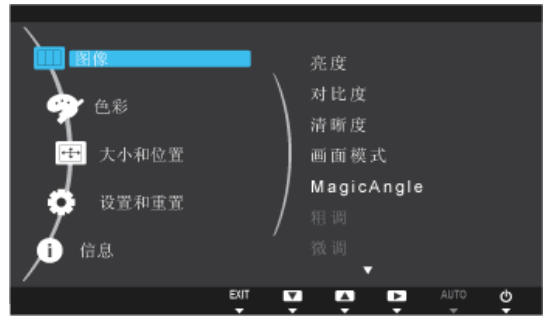 图像
色彩
大小和位置
设置和重置
信息
亮度
对比度
清晰度
画面模式
MagicAngle
粗调
微调
EXIT
AUTO